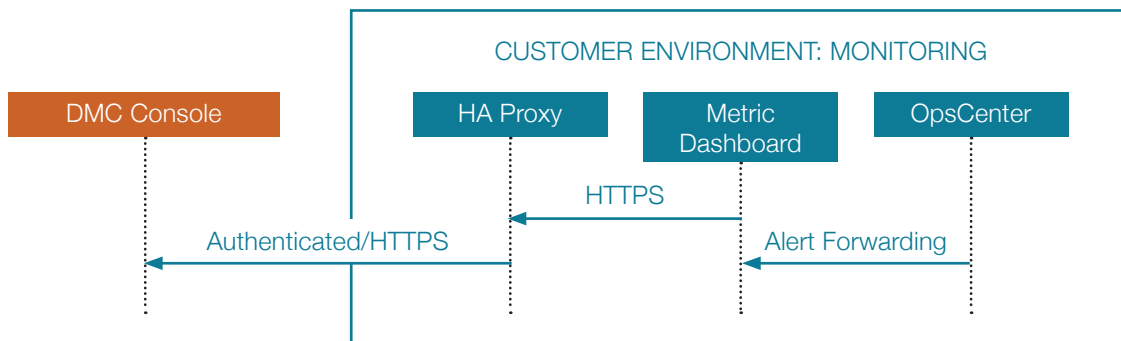 CUSTOMER ENVIRONMENT: MONITORING
DMC Console
HA Proxy
Metric
Dashboard
OpsCenter
HTTPS
Authenticated/HTTPS
Alert Forwarding